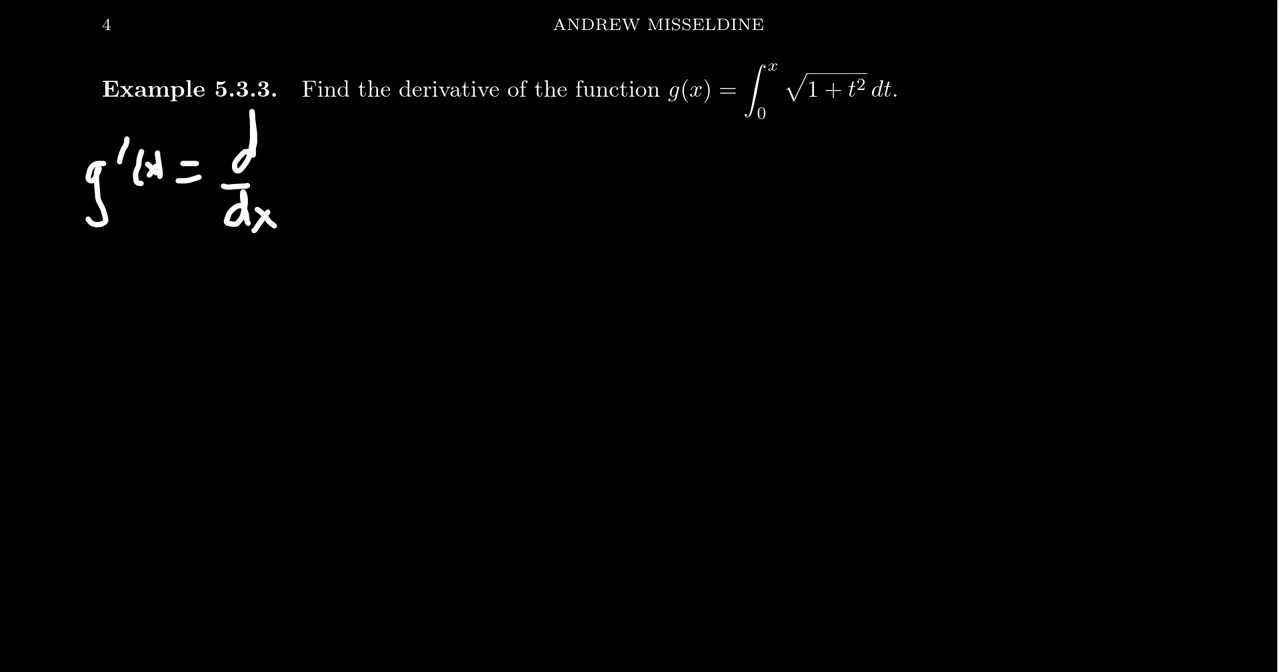 4 ANDREW MISSELDINE
Example 5.3.3. Find the derivative of the function g(x) = ∫₀ˣ √(1 + t²) dt.
g'(x) = d/dx